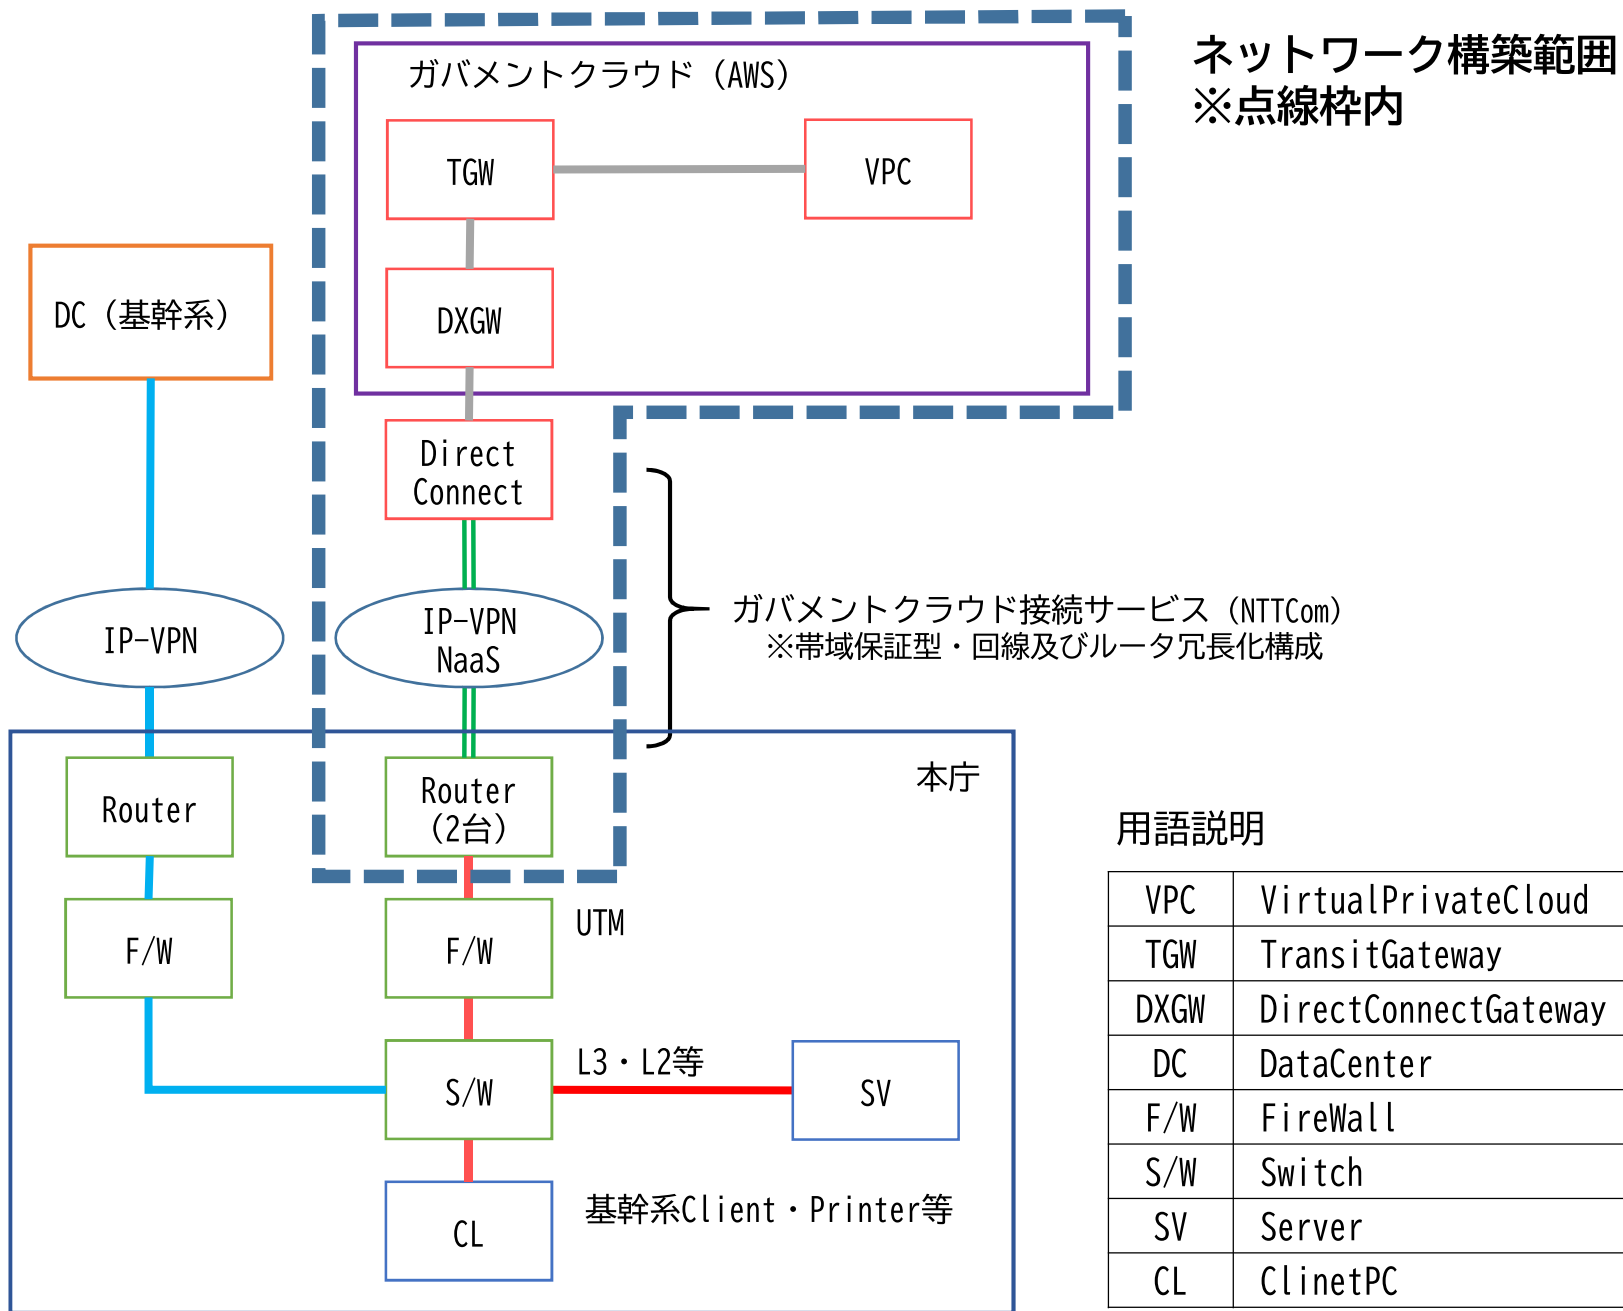 ネットワーク構築範囲
※点線枠内
ガバメントクラウド（AWS）
TGW
VPC
DXGW
DC（基幹系）
Direct
Connect
IP-VPN
IP-VPN
NaaS
ガバメントクラウド接続サービス（NTTCom）
※帯域保証型・回線及びルータ冗長化構成
本庁
Router
Router
（2台）
F/W
F/W
UTM
S/W
L3・L2等
SV
CL
基幹系Client・Printer等
用語説明
VPC VirtualPrivateCloud
TGW TransitGateway
DXGW DirectConnectGateway
DC DataCenter
F/W FireWall
S/W Switch
SV Server
CL ClinetPC